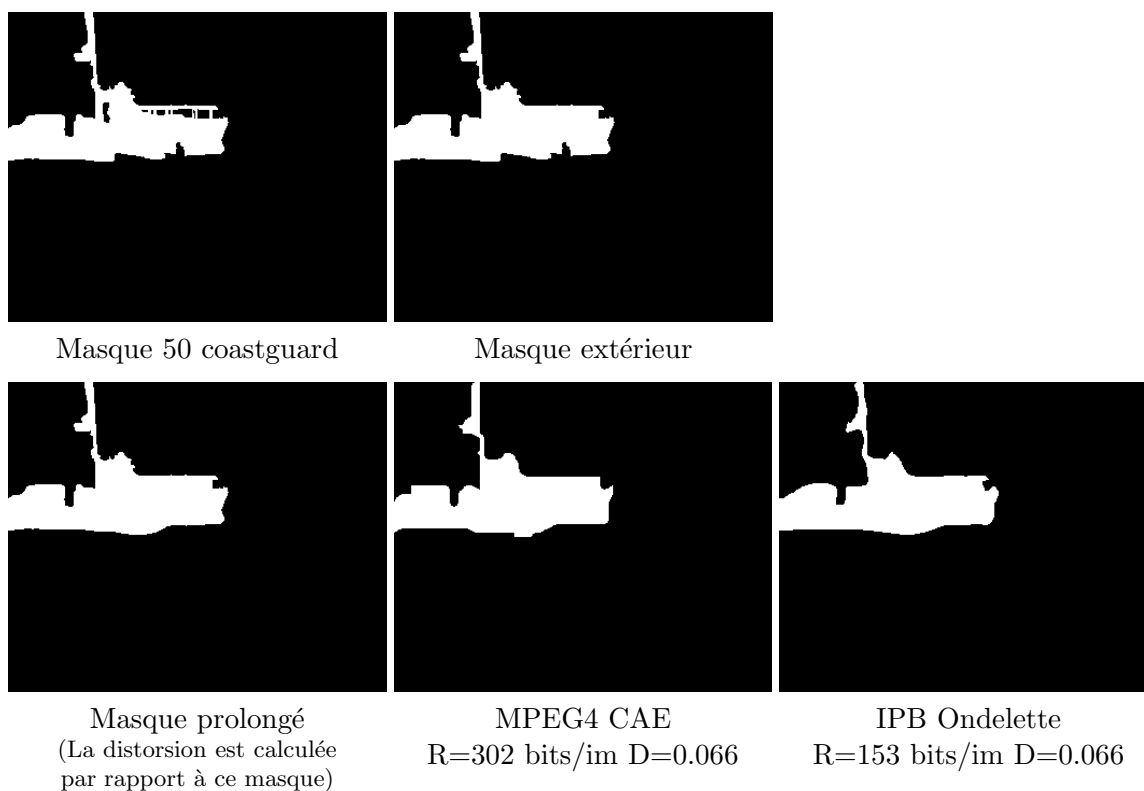 Masque 50 coastguard
Masque extérieur
Masque prolongé
(La distorsion est calculée
par rapport à ce masque)
MPEG4 CAE
R=302 bits/im D=0.066
IPB Ondelette
R=153 bits/im D=0.066